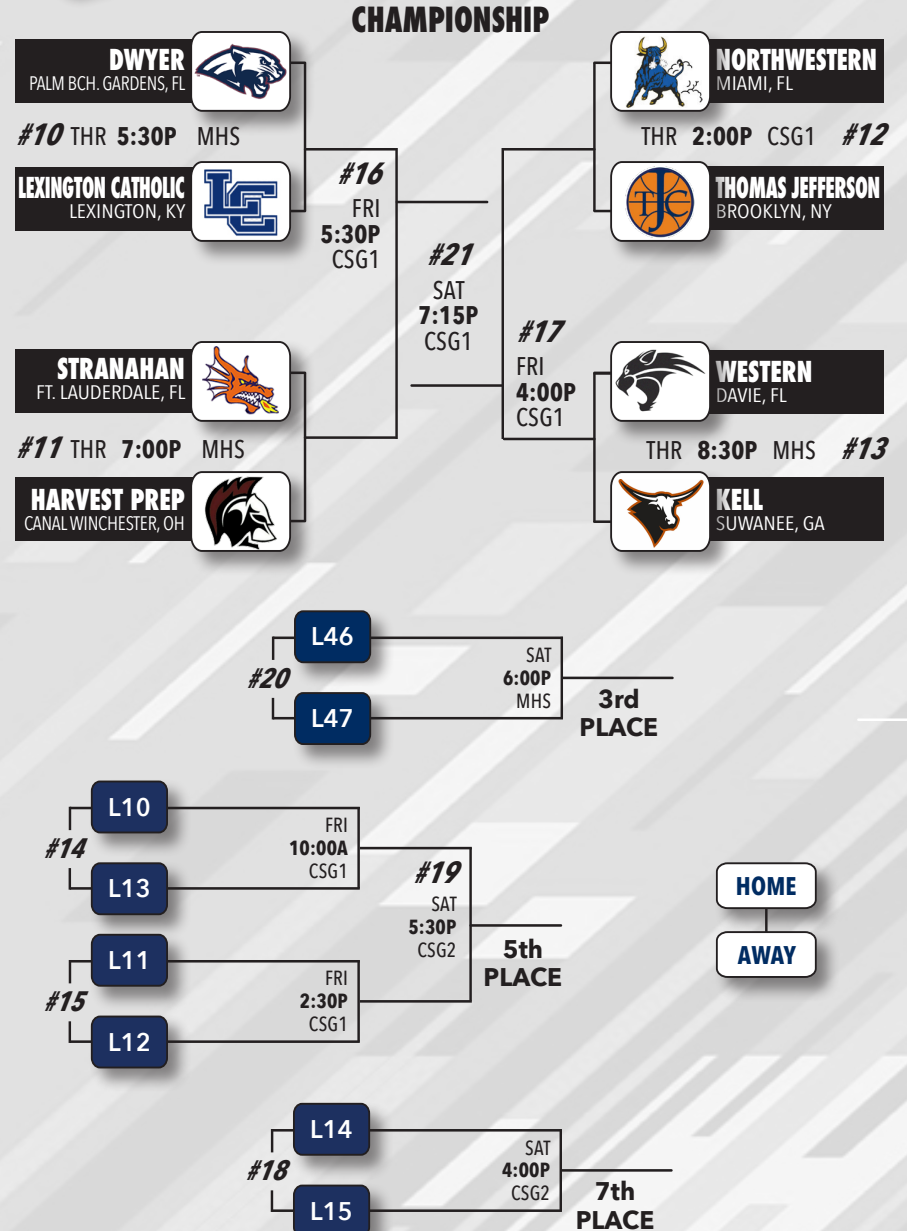 CHAMPIONSHIP
DWYER
PALM BCH. GARDENS, FL
#10 THR 5:30P MHS
LEXINGTON CATHOLIC
LEXINGTON, KY
LC
#16
FRI
5:30P
CSG1
STRANAHAN
FT. LAUDERDALE, FL
#11 THR 7:00P MHS
HARVEST PREP
CANAL WINCHESTER, OH
#21
SAT
7:15P
CSG1
NORTHWESTERN
MIAMI, FL
THR 2:00P CSG1 #12
THOMAS JEFFERSON
BROOKLYN, NY
TJC
#17
FRI
4:00P
CSG1
WESTERN
DAVIE, FL
THR 8:30P MHS #13
KELL
SUWANEE, GA
L46
#20
L47
SAT
6:00P
MHS
3rd
PLACE
L10
#14
L13
FRI
10:00A
CSG1
L11
#15
L12
FRI
2:30P
CSG1
#19
SAT
5:30P
CSG2
5th
PLACE
HOME
AWAY
L14
#18
L15
SAT
4:00P
CSG2
7th
PLACE